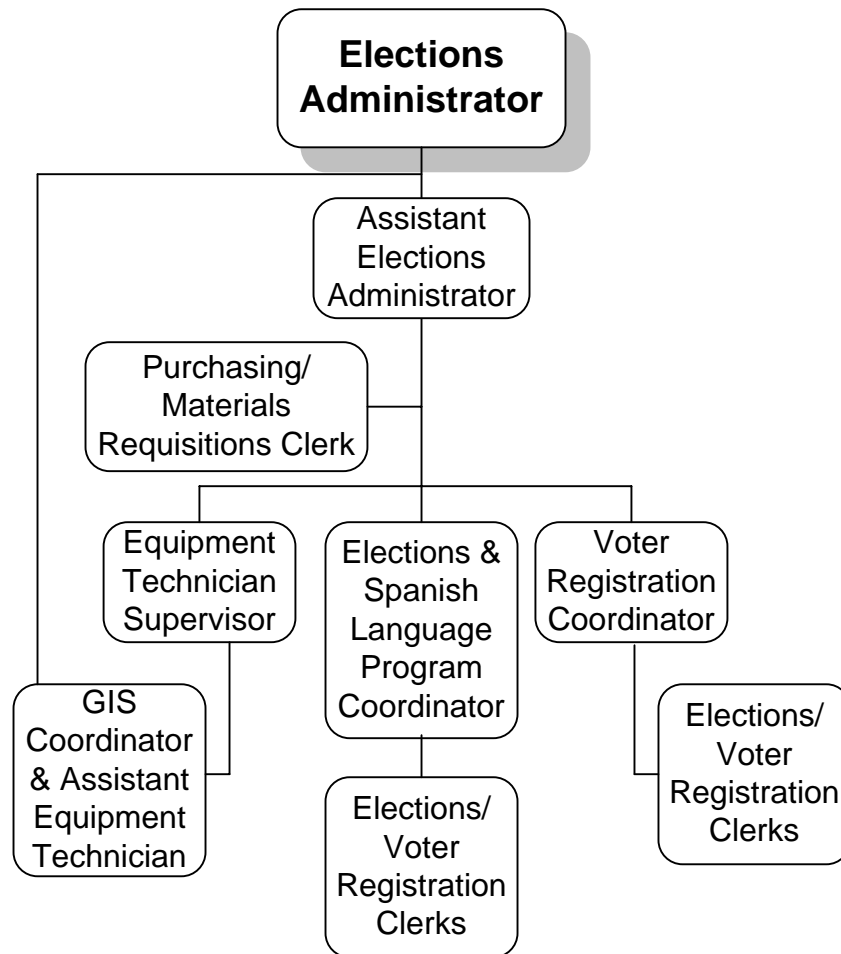 Elections
Administrator
Assistant
Elections
Administrator
Purchasing/
Materials
Requisitions Clerk
Equipment
Technician
Supervisor
Elections &
Spanish
Language
Program
Coordinator
Voter
Registration
Coordinator
GIS
Coordinator
& Assistant
Equipment
Technician
Elections/
Voter
Registration
Clerks
Elections/
Voter
Registration
Clerks